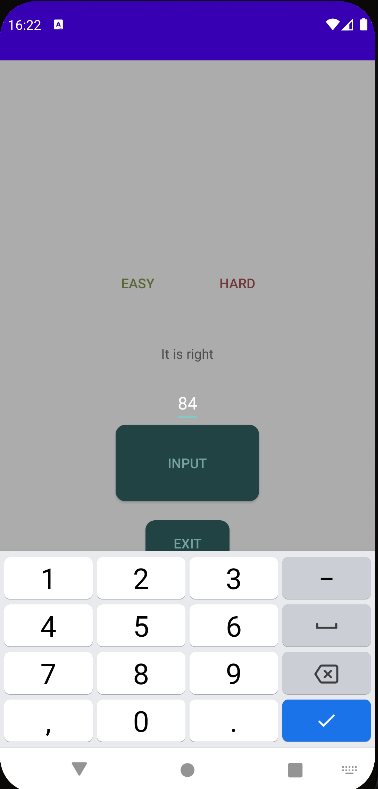 16:22 A
EASY HARD
It is right
84
INPUT
EXIT
1 2 3 –
4 5 6
7 8 9
, 0 .